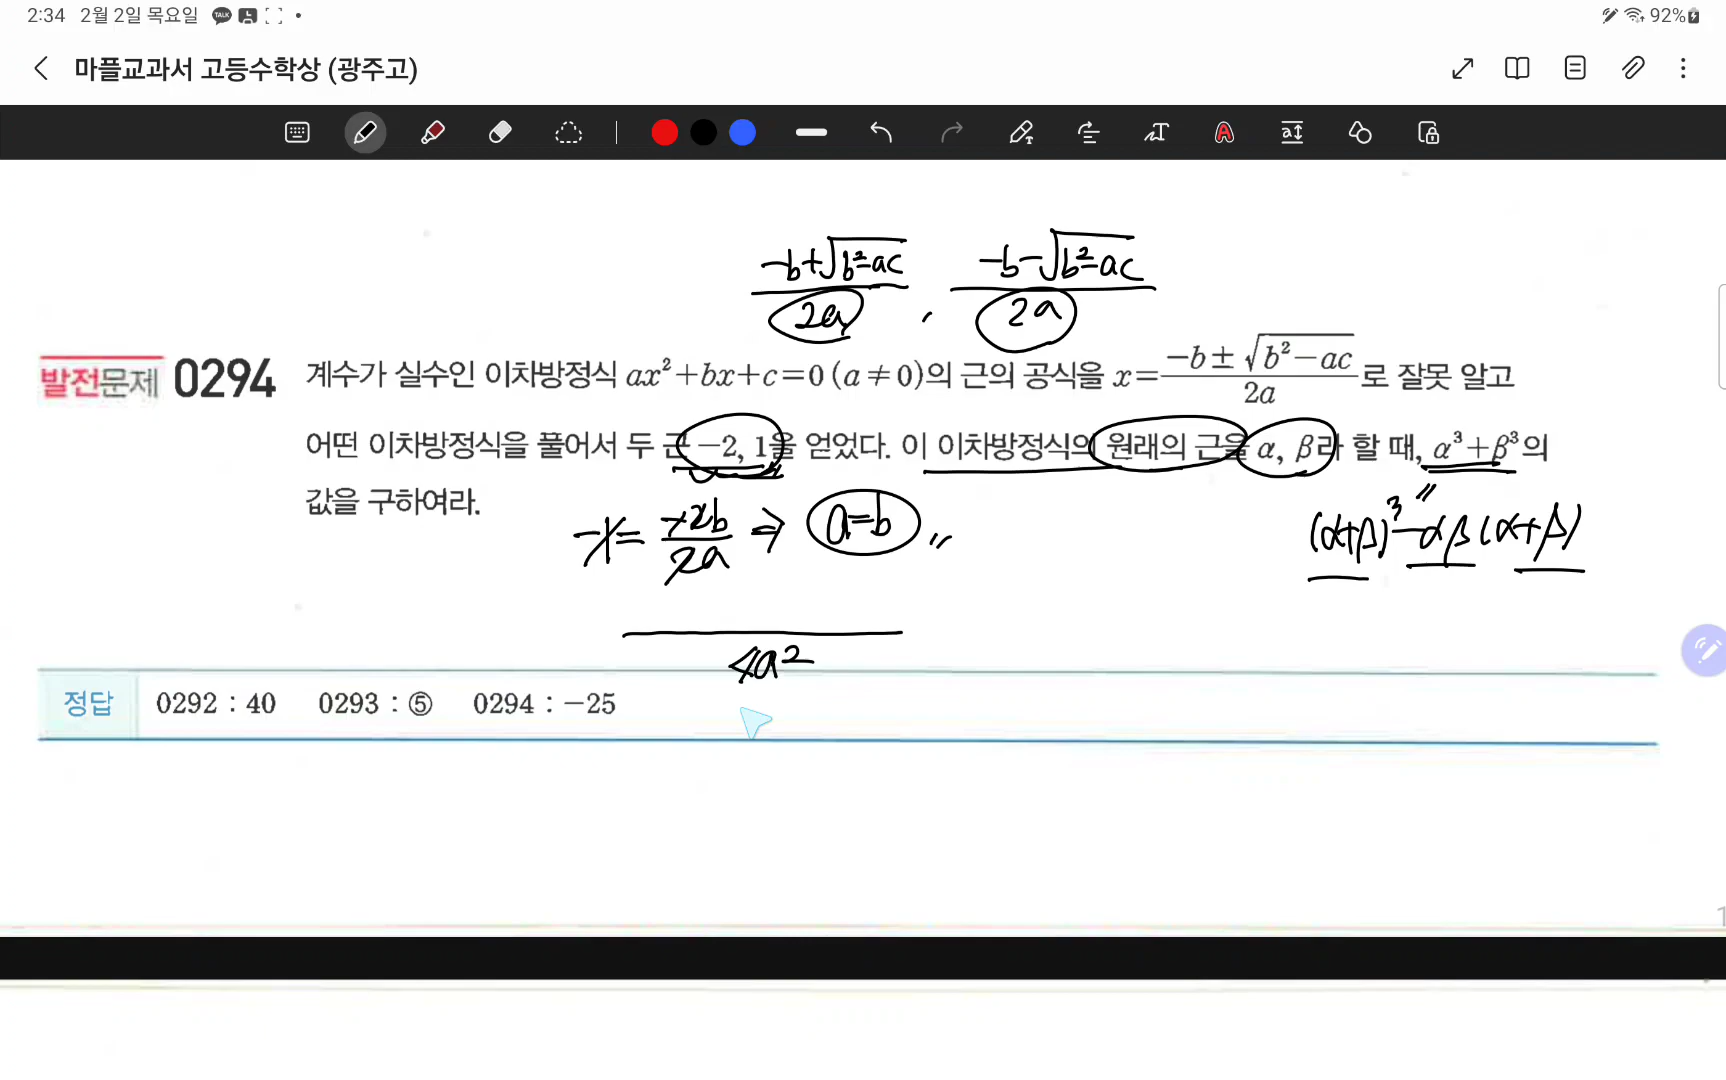 2:34 2월 2일 목요일 TALK 92%
마플교과서 고등수학상 (광주고)
-b+√b²-ac / 2a , -b-√b²-ac / 2a
발전문제 0294 계수가 실수인 이차방정식 ax²+bx+c=0 (a≠0)의 근의 공식을 x=(-b±√b²-ac)/2a로 잘못 알고
어떤 이차방정식을 풀어서 두 근 -2, 1을 얻었다. 이 이차방정식의 원래의 근을 α, β라 할 때, α³+β³의
값을 구하여라.
-1 = -2b / 2a ⇒ a=b 〃
〃 (α+β)³-αβ(α+β)
4a²
정답 0292 : 40 0293 : ⑤ 0294 : -25